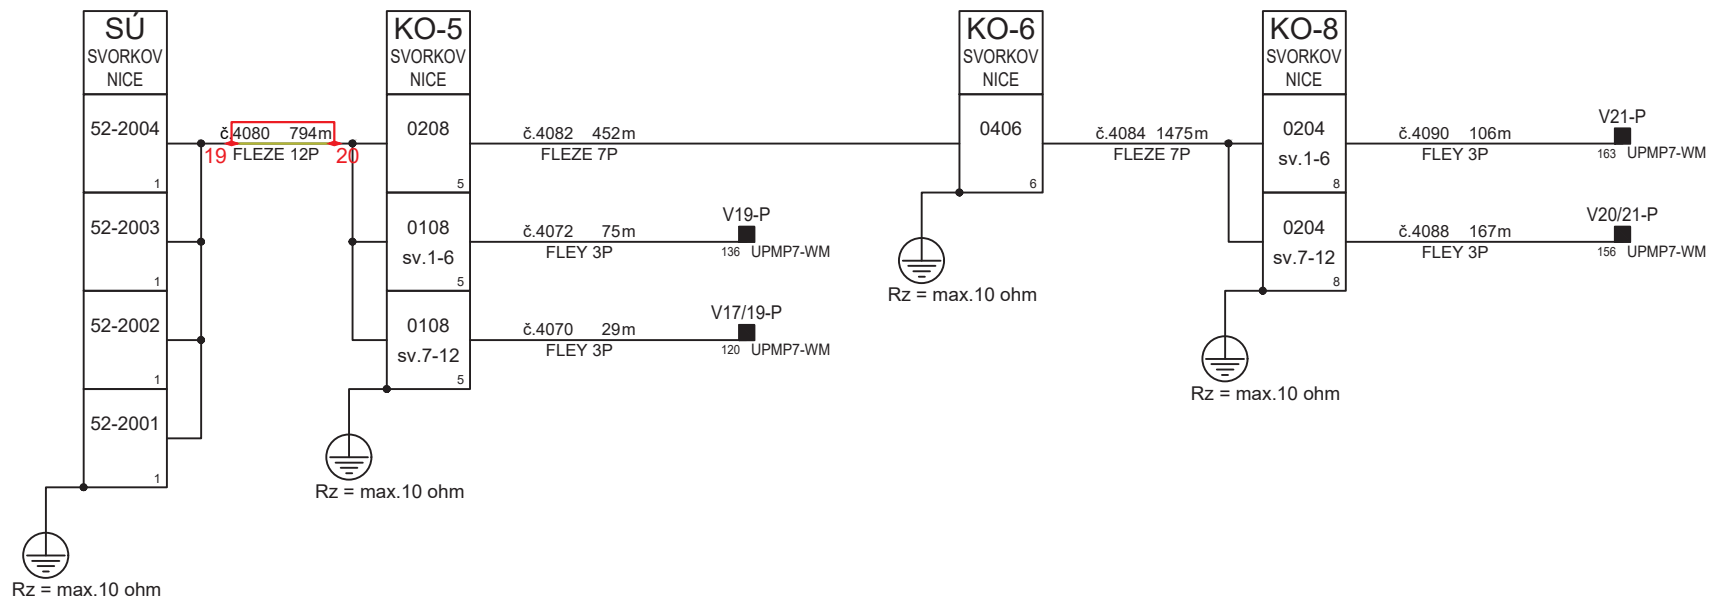 SÚ
SVORKOV
NICE
52-2004
1
52-2003
1
52-2002
1
52-2001
1
Rz = max.10 ohm
č.4080 794m
19 FLEZE 12P 20
KO-5
SVORKOV
NICE
0208
5
0108
sv.1-6
5
0108
sv.7-12
5
Rz = max.10 ohm
č.4082 452m
FLEZE 7P
č.4072 75m
FLEY 3P
V19-P
136 UPMP7-WM
č.4070 29m
FLEY 3P
V17/19-P
120 UPMP7-WM
KO-6
SVORKOV
NICE
0406
6
Rz = max.10 ohm
č.4084 1475m
FLEZE 7P
KO-8
SVORKOV
NICE
0204
sv.1-6
8
0204
sv.7-12
8
Rz = max.10 ohm
č.4090 106m
FLEY 3P
V21-P
163 UPMP7-WM
č.4088 167m
FLEY 3P
V20/21-P
156 UPMP7-WM